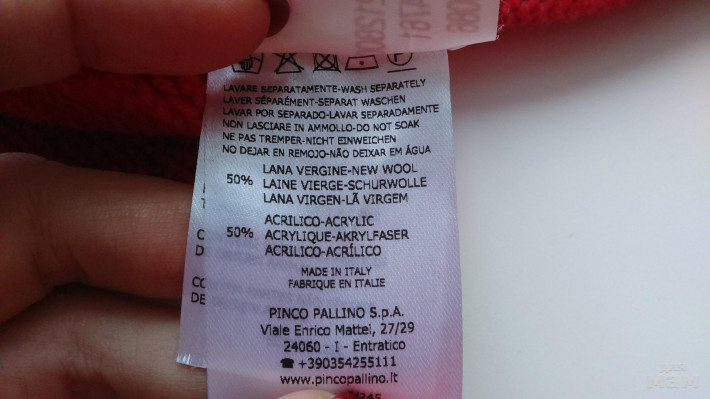 LAVARE SEPARATAMENTE-WASH SEPARATELY
LAVER SÉPARÉMENT-SEPARAT WASCHEN
LAVAR POR SEPARADO-LAVAR SEPARADAMENTE
NON LASCIARE IN AMMOLLO-DO NOT SOAK
NE PAS TREMPER-NICHT EINWEICHEN
NO DEJAR EN REMOJO-NÃO DEIXAR EM ÁGUA
LANA VERGINE-NEW WOOL
50% LAINE VIERGE-SCHURWOLLE
LANA VIRGEN-LÃ VIRGEM
ACRILICO-ACRYLIC
50% ACRYLIQUE-AKRYLFASER
ACRILICO-ACRÍLICO
MADE IN ITALY
FABRIQUE EN ITALIE
PINCO PALLINO S.p.A.
Viale Enrico Mattei, 27/29
24060 - I - Entratico
☎ +390354255111
www.pincopallino.it